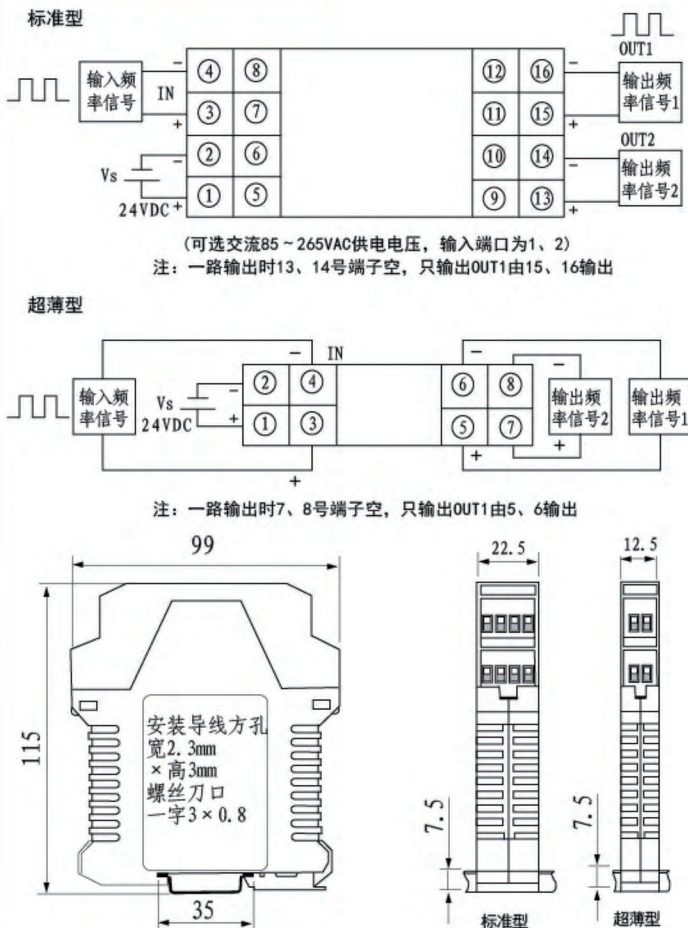 标准型
OUT1
输入频
率信号
IN
－
＋
④ ⑧
③ ⑦
② ⑥
① ⑤
Vs
－
24VDC＋
⑫ ⑯
⑪ ⑮
⑩ ⑭
⑨ ⑬
－
＋
输出频
率信号1
OUT2
－
＋
输出频
率信号2
(可选交流85～265VAC供电电压，输入端口为1、2)
注：一路输出时13、14号端子空，只输出OUT1由15、16输出
超薄型
－ IN
输入频
率信号
Vs
24VDC
－
＋
② ④
① ③
＋
－
⑥ ⑧
⑤ ⑦
＋
－
输出频
率信号2
＋
输出频
率信号1
注：一路输出时7、8号端子空，只输出OUT1由5、6输出
99
115
安装导线方孔
宽2.3mm
×高3mm
螺丝刀口
一字3×0.8
35
22.5
12.5
7.5
7.5
标准型
超薄型